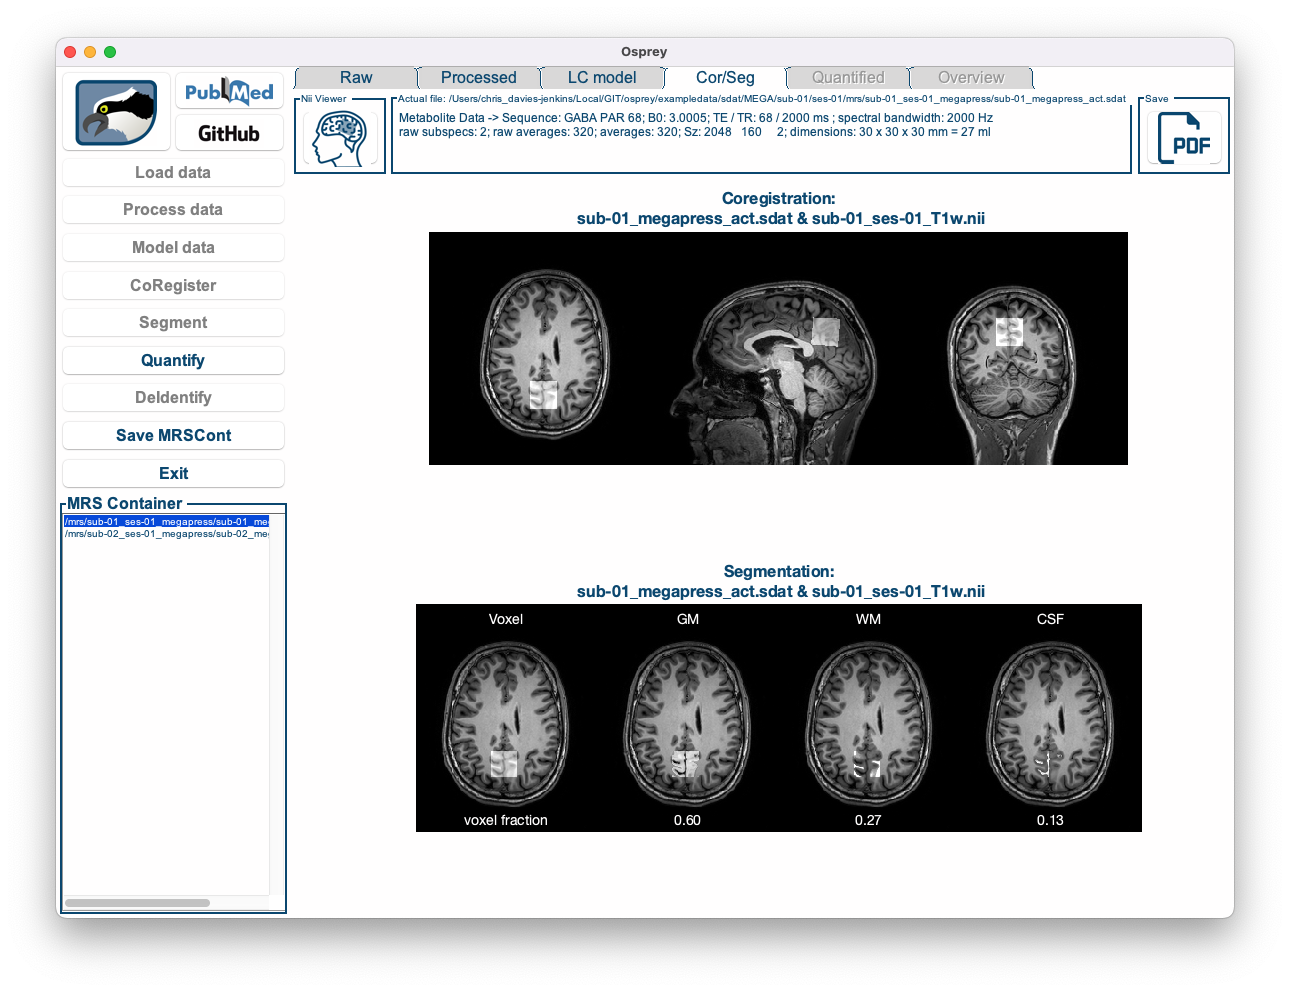 Osprey
PubMed
GitHub
Load data
Process data
Model data
CoRegister
Segment
Quantify
DeIdentify
Save MRSCont
Exit
MRS Container
/mrs/sub-01_ses-01_megapress/sub-01_me
/mrs/sub-02_ses-01_megapress/sub-02_me
Raw Processed LC model Cor/Seg Quantified Overview
Nii Viewer
Actual file: /Users/chris_davies-jenkins/Local/GIT/osprey/exampledata/sdat/MEGA/sub-01/ses-01/mrs/sub-01_ses-01_megapress/sub-01_megapress_act.sdat
Metabolite Data -> Sequence: GABA PAR 68; B0: 3.0005; TE / TR: 68 / 2000 ms ; spectral bandwidth: 2000 Hz
raw subspecs: 2; raw averages: 320; averages: 320; Sz: 2048 160 2; dimensions: 30 x 30 x 30 mm = 27 ml
Save
PDF
Coregistration:
sub-01_megapress_act.sdat & sub-01_ses-01_T1w.nii
Segmentation:
sub-01_megapress_act.sdat & sub-01_ses-01_T1w.nii
Voxel GM WM CSF
voxel fraction 0.60 0.27 0.13